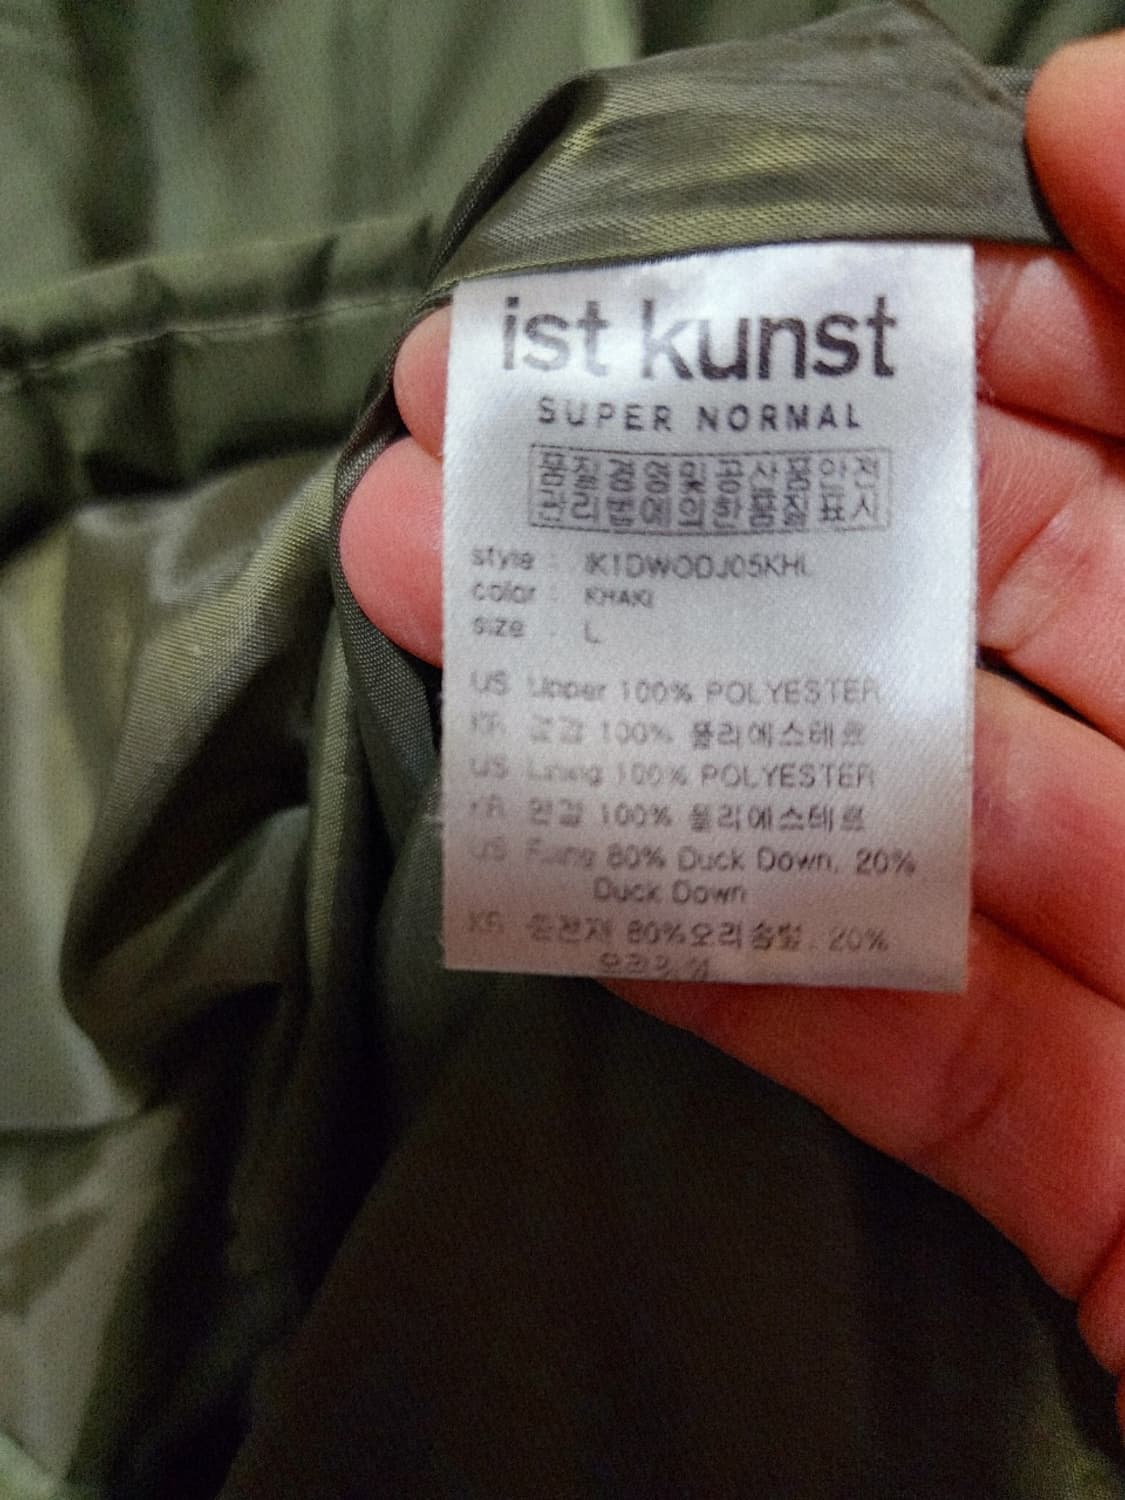 ist kunst
SUPER NORMAL
품질경영및공산품안전
관리법에의한품질표시
style : IK1DWODJ05KHL
color : KHAKI
size : L
US Upper 100% POLYESTER
KR 겉감 100% 폴리에스테르
US Lining 100% POLYESTER
KR 안감 100% 폴리에스테르
US Filling 80% Duck Down, 20%
Duck Down
KR 충전재 80%오리솜털, 20%